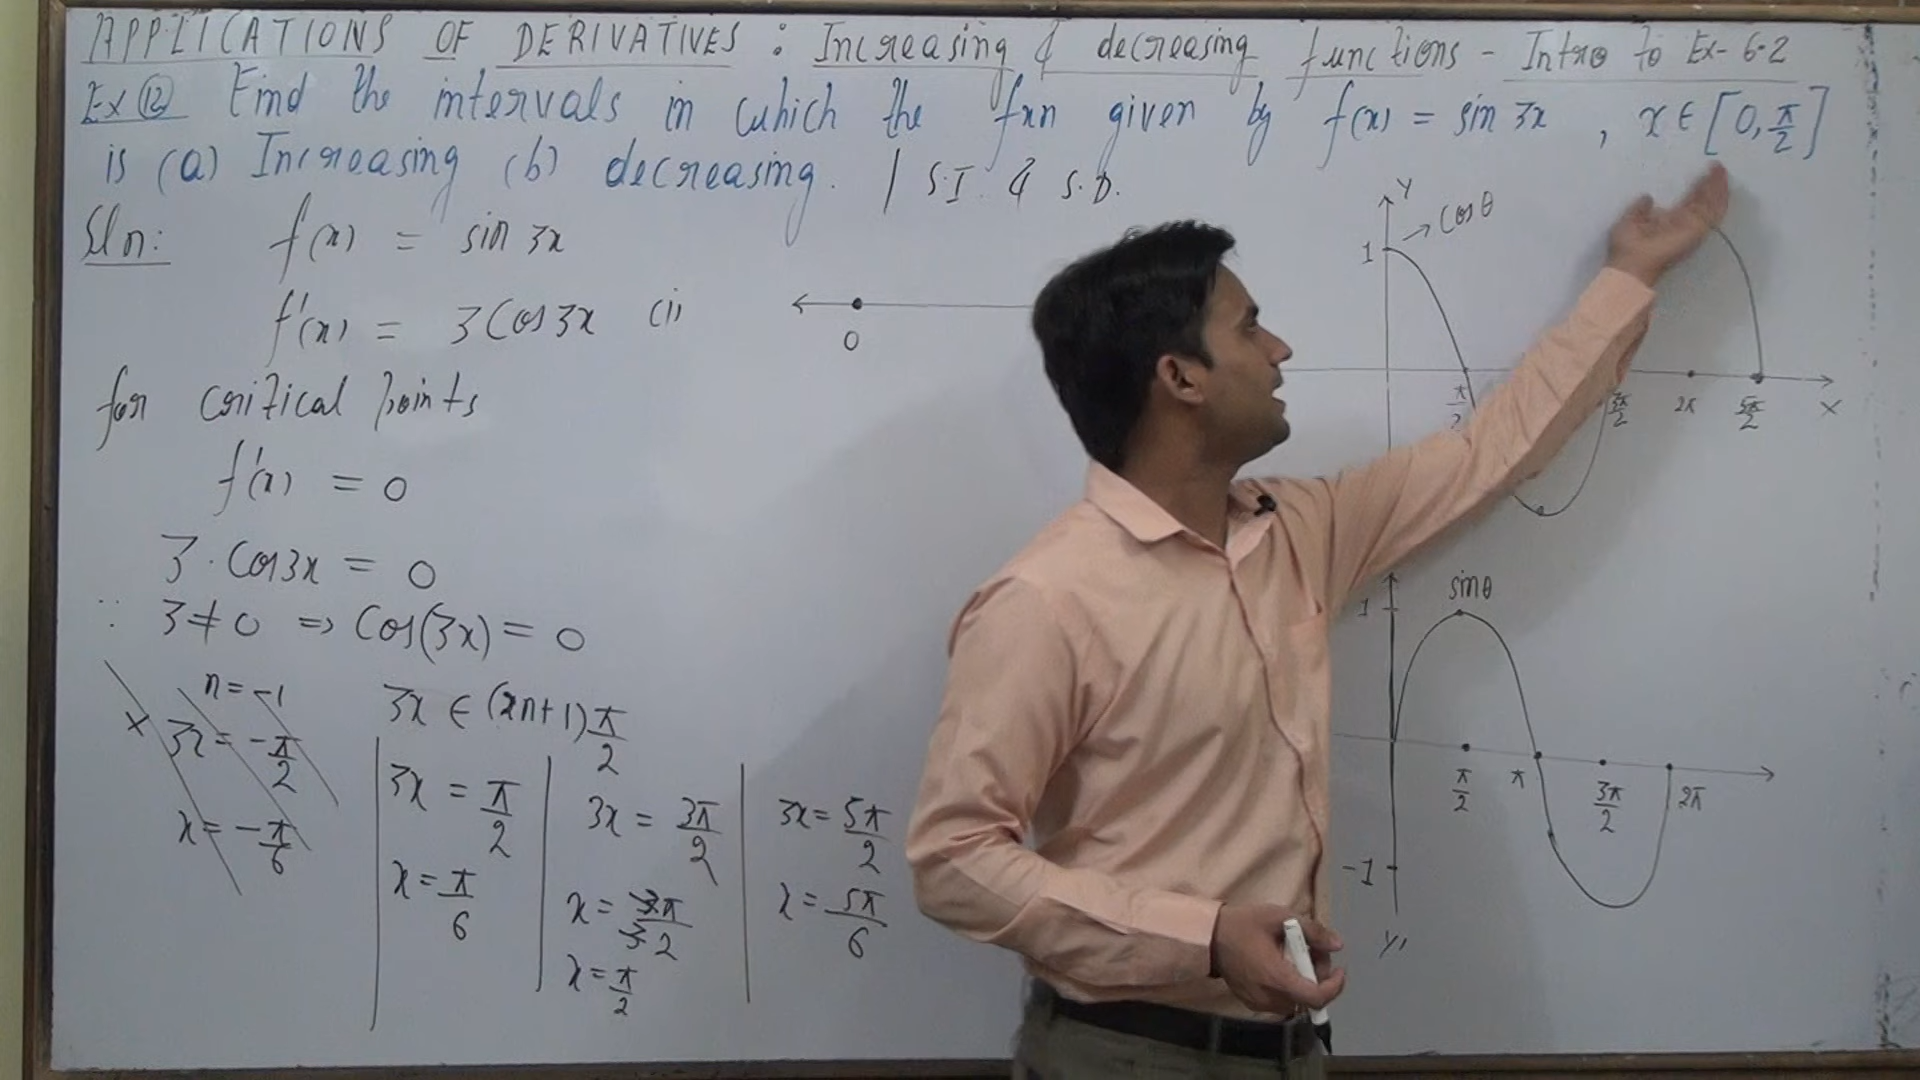 APPLICATIONS OF DERIVATIVES : Increasing & decreasing functions - Intro to Ex-6.2
Ex (12) Find the intervals in which the fxn given by f(x) = sin 3x , x ∈ [0, π/2]
is (a) Increasing (b) decreasing. / S.I. & S.D.
Sln: f(x) = sin 3x
f'(x) = 3Cos3x (i)
for critical points
f'(x) = 0
3 . Cos3x = 0
∵ 3≠0 => Cos(3x) = 0
3x ∈ (2n+1)π/2
n = -1
× 3x = -π/2
x = -π/6
3x = π/2
x = π/6
3x = 3π/2
x = 3π/3 2
x = π/2
3x = 5π/2
x = 5π/6
0
Y
→ Cos θ
1
π/2 3π/2 2π 5π/2 X
sinθ
1
π/2 π 3π/2 2π
-1
Y'